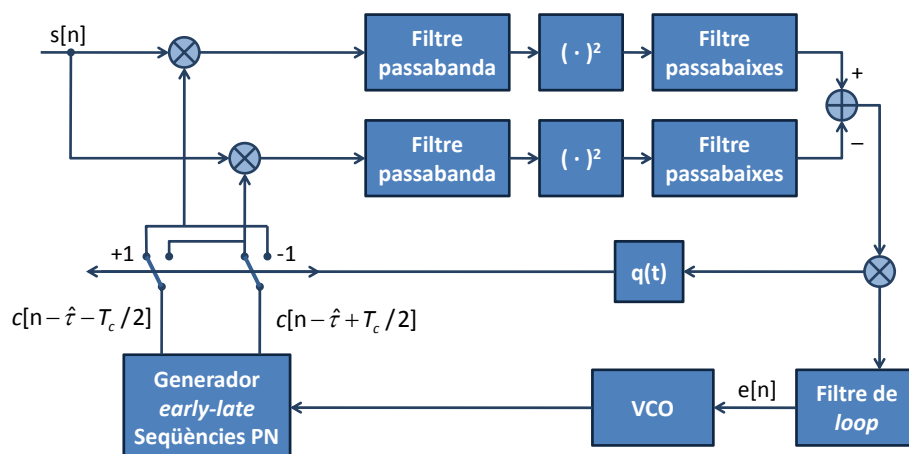 s[n]
Filtre
passabanda
( · )²
Filtre
passabaixes
+
Filtre
passabanda
( · )²
Filtre
passabaixes
−
+1
-1
q(t)
c[n − τ̂ − T_c /2]
c[n − τ̂ + T_c /2]
Generador
early-late
Seqüències PN
VCO
e[n]
Filtre de
loop